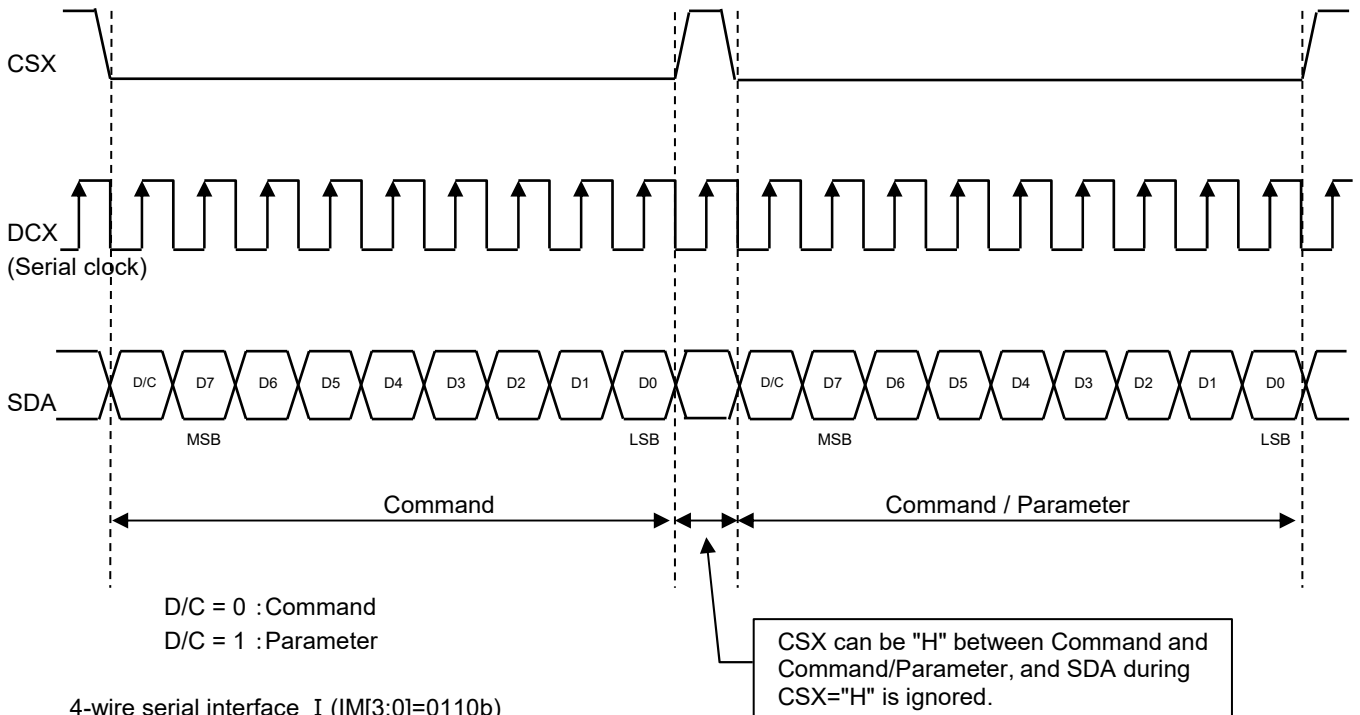 CSX
DCX
(Serial clock)
SDA
D/C D7 D6 D5 D4 D3 D2 D1 D0 D/C D7 D6 D5 D4 D3 D2 D1 D0
MSB LSB MSB LSB
Command Command / Parameter
D/C = 0 : Command
D/C = 1 : Parameter
CSX can be "H" between Command and
Command/Parameter, and SDA during
CSX="H" is ignored.
4-wire serial interface I (IM[3:0]=0110b)